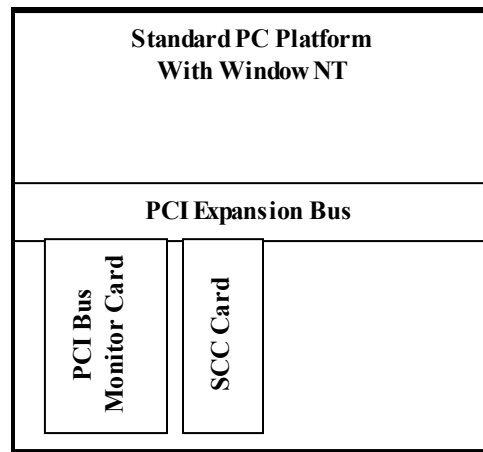 Standard PC Platform
With Window NT
PCI Expansion Bus
PCI Bus
Monitor Card
SCC Card